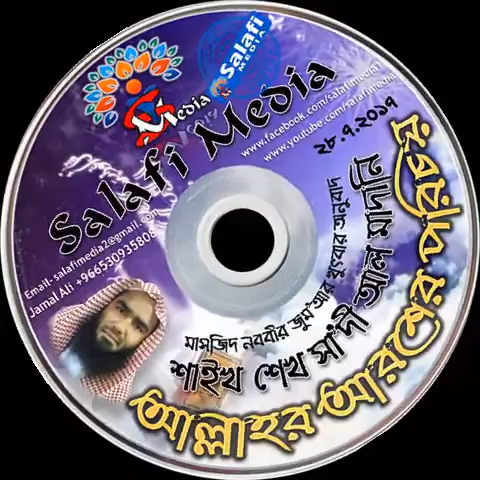 Salafi
MEDIA
Media
Salafi Media
www.facebook.com/salafimedia1
www.youtube.com/salafimedia
২৮.৭.২০১৭
Email-salafimedia2@gmail.com
Jamal Ali +966530935808
মাসজিদ নববীর জুম'আর খুৎবার অনুবাদ
শাইখ শেখ সা'দী আল মাদানি
আল্লাহর আরশের পরিচয়